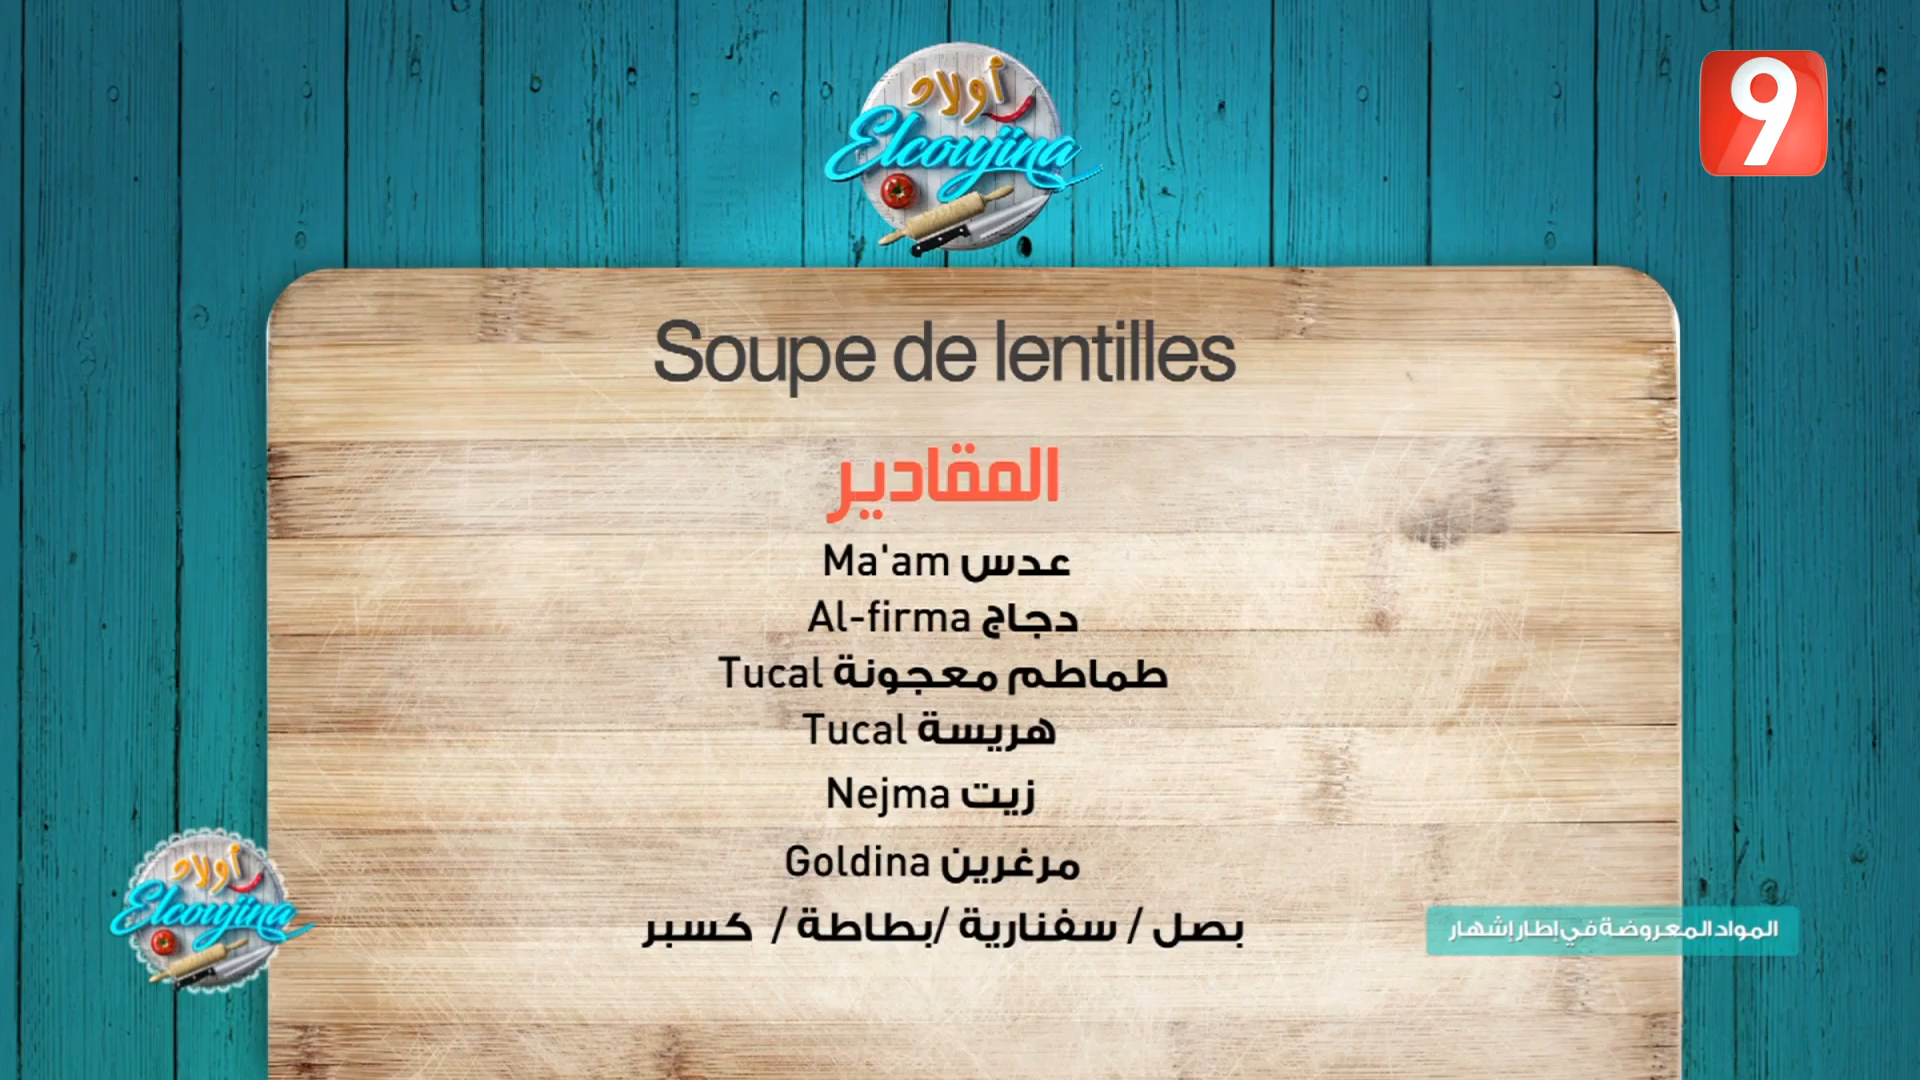 أولاد
Elcoujina
9
Soupe de lentilles
المقادير
عدس Ma'am
دجاج Al-firma
طماطم معجونة Tucal
هريسة Tucal
زيت Nejma
مرغرين Goldina
بصل / سفنارية /بطاطة / كسبر
أولاد
Elcoujina
المواد المعروضة في إطار إشهار